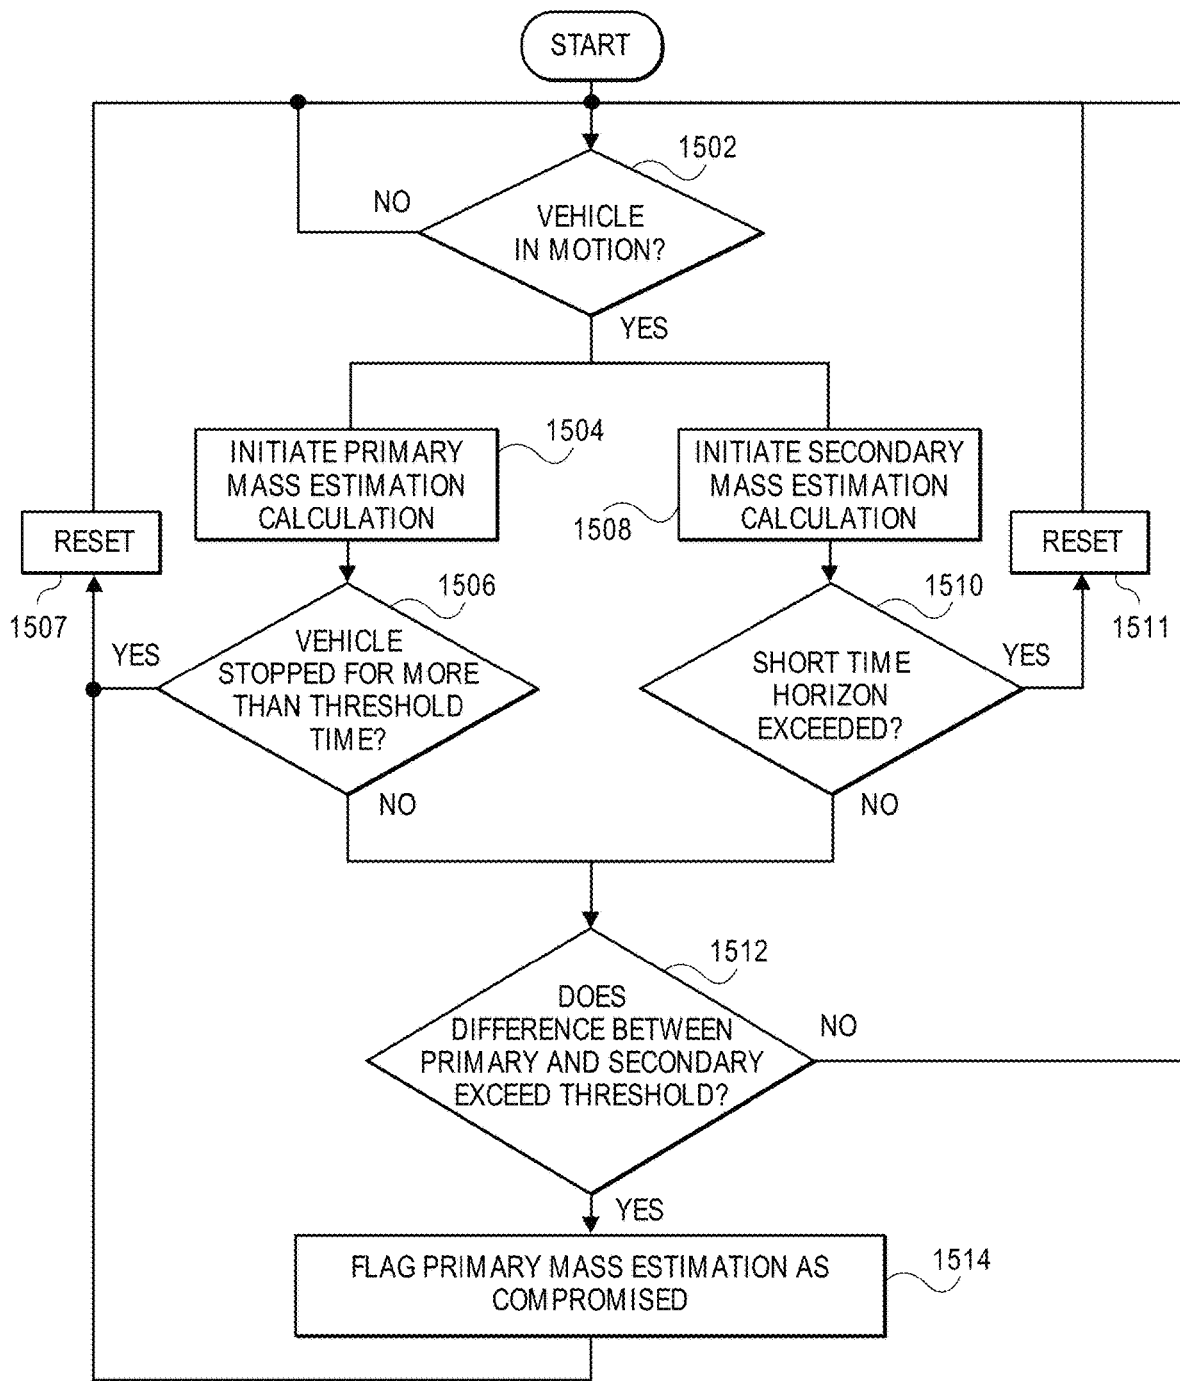 START
1502
NO
VEHICLE
IN MOTION?
YES
1504
INITIATE PRIMARY
MASS ESTIMATION
CALCULATION
INITIATE SECONDARY
MASS ESTIMATION
CALCULATION
1508
RESET
1507
RESET
1511
1506
VEHICLE
STOPPED FOR MORE
THAN THRESHOLD
TIME?
YES
NO
1510
SHORT TIME
HORIZON
EXCEEDED?
YES
NO
1512
DOES
DIFFERENCE BETWEEN
PRIMARY AND SECONDARY
EXCEED THRESHOLD?
NO
YES
FLAG PRIMARY MASS ESTIMATION AS
COMPROMISED
1514